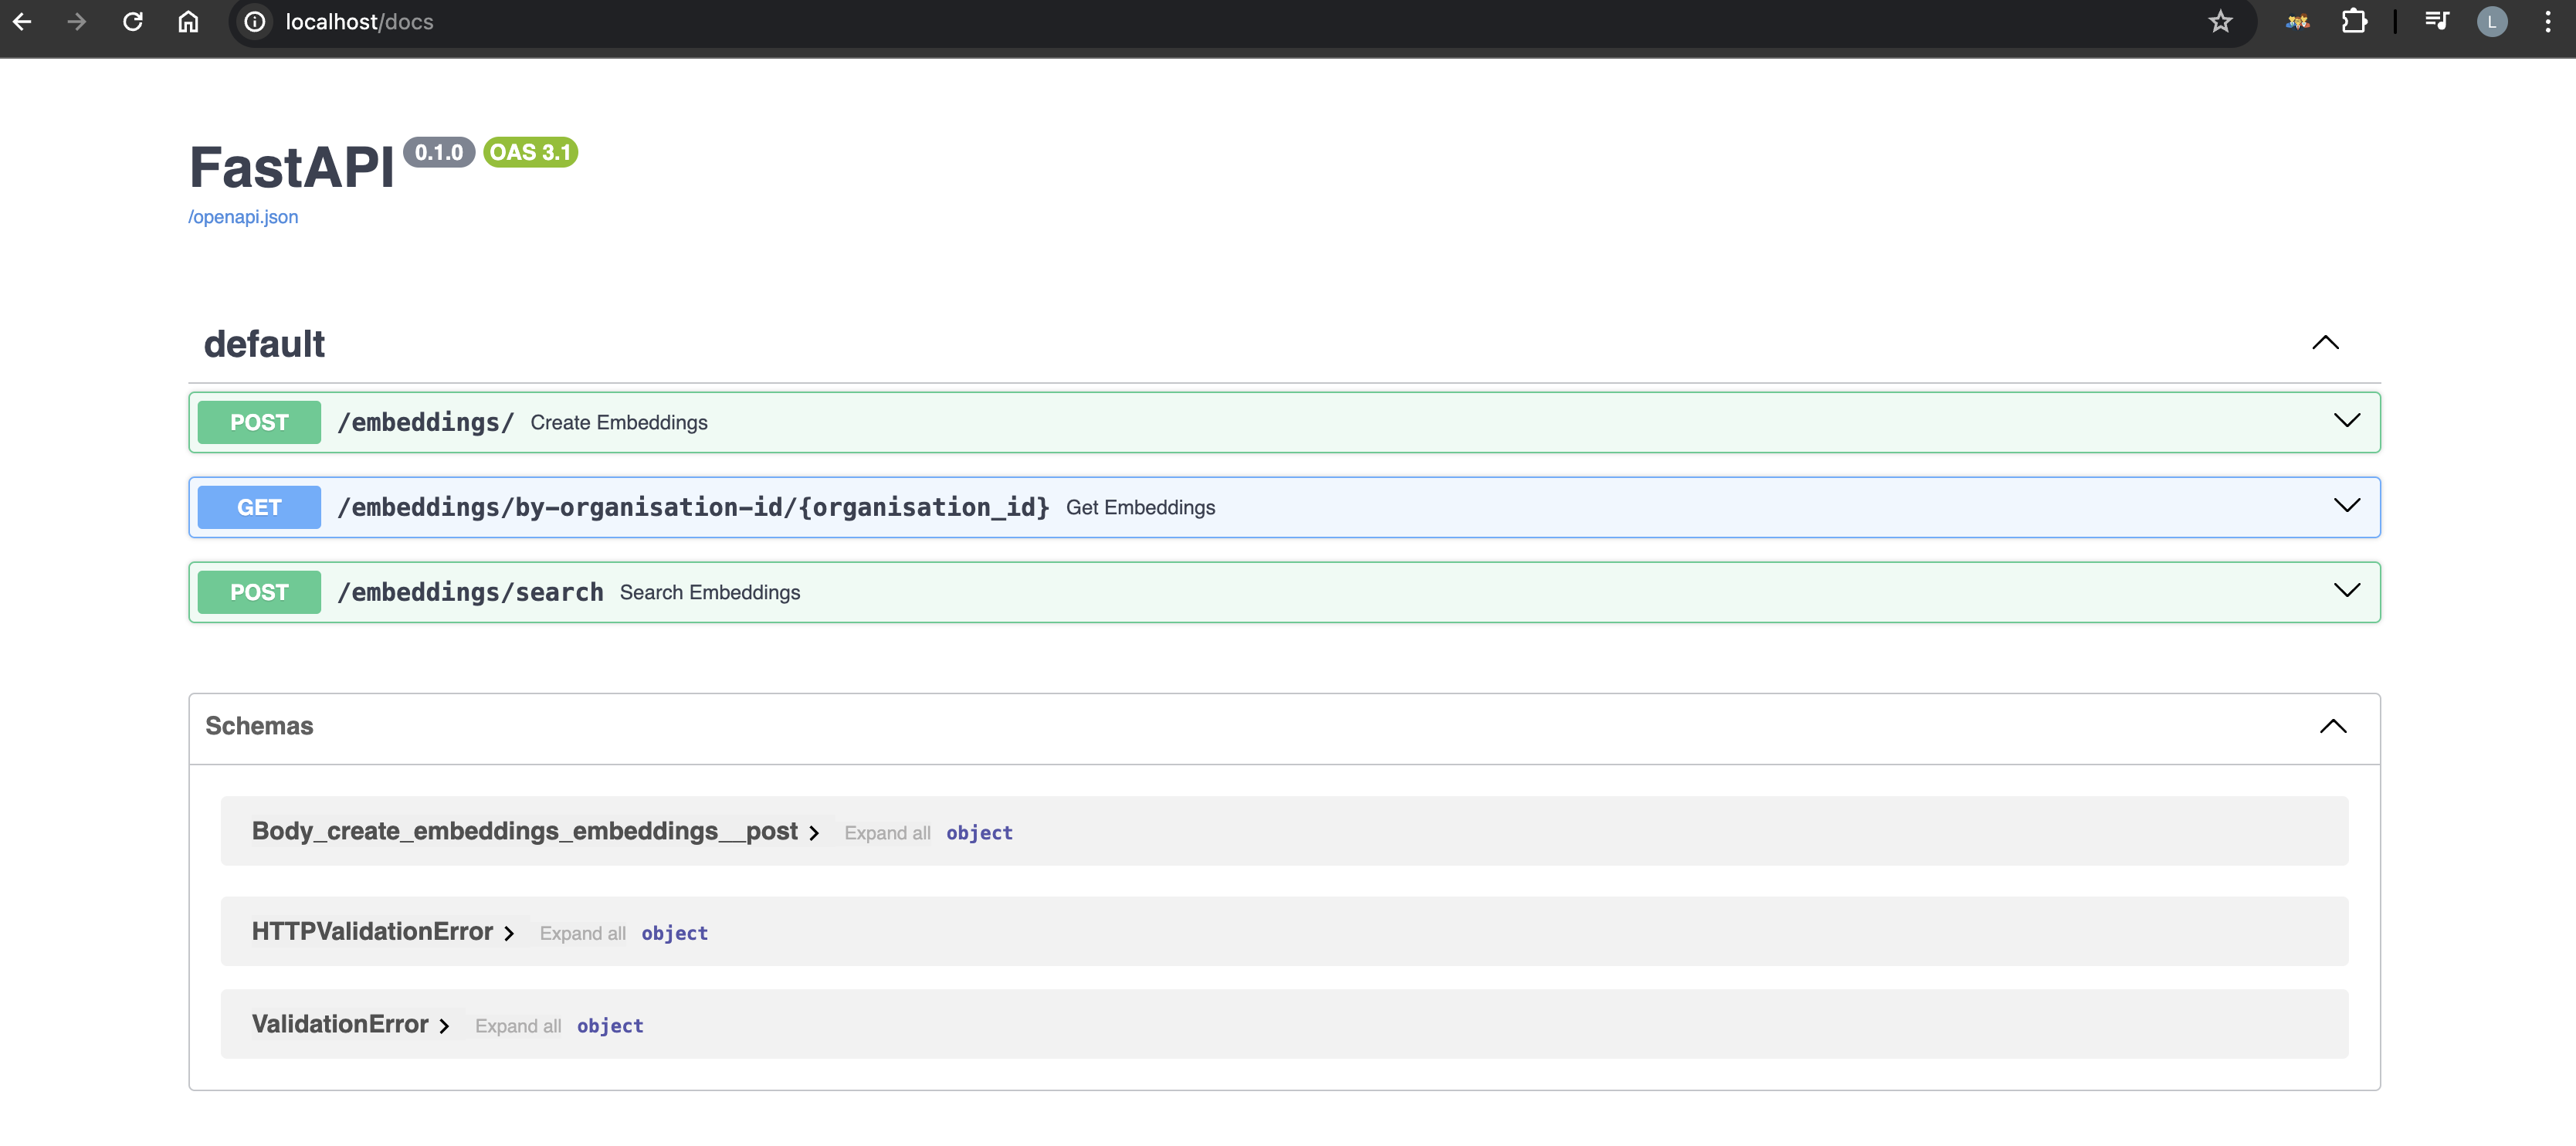 localhost/docs
L
FastAPI 0.1.0 OAS 3.1
/openapi.json
default
POST /embeddings/ Create Embeddings
GET /embeddings/by-organisation-id/{organisation_id} Get Embeddings
POST /embeddings/search Search Embeddings
Schemas
Body_create_embeddings_embeddings__post Expand all object
HTTPValidationError Expand all object
ValidationError Expand all object